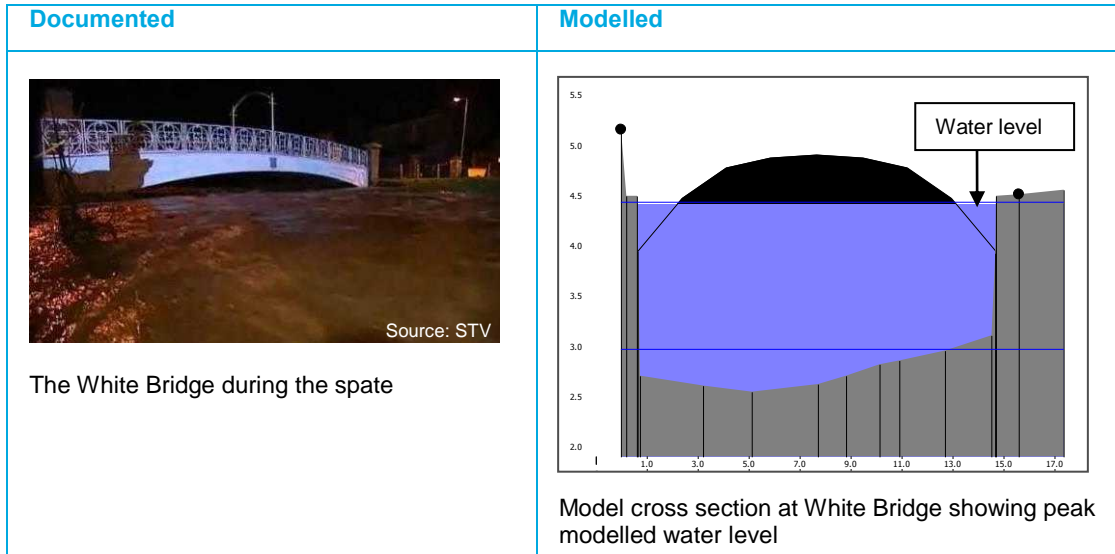 Documented
Modelled
Source: STV
The White Bridge during the spate
5.5
5.0
4.5
4.0
3.5
3.0
2.5
2.0
Water level
1.0 3.0 5.0 7.0 9.0 11.0 13.0 15.0 17.0
Model cross section at White Bridge showing peak
modelled water level